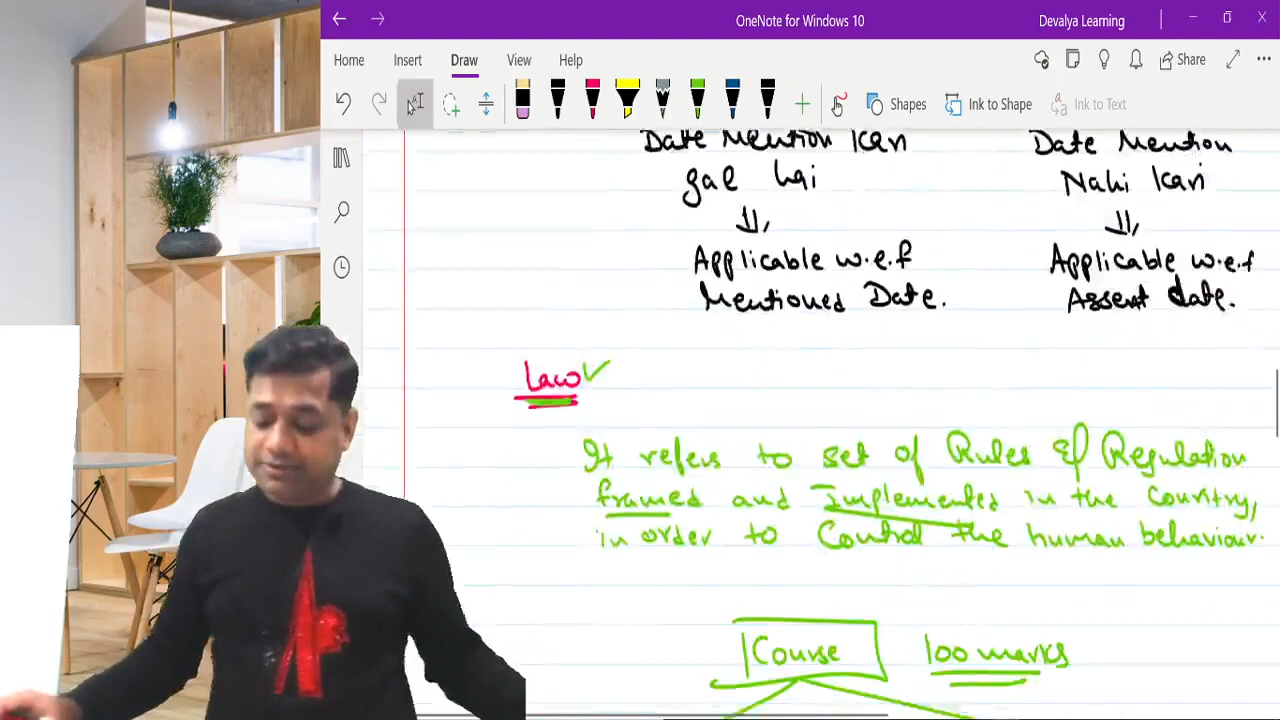 OneNote for Windows 10
Devalya Learning
Home
Insert
Draw
View
Help
Share
Shapes
Ink to Shape
Ink to Text
Date Mention Kari
gae hai
Applicable w.e.f
Mentioned Date.
Date Mention
Nahi Kari
Applicable w.e.f
Assent date.
Law
It refers to set of Rules & Regulation
framed and Implemented in the Country,
in order to Control the human behaviour.
Course
100 marks